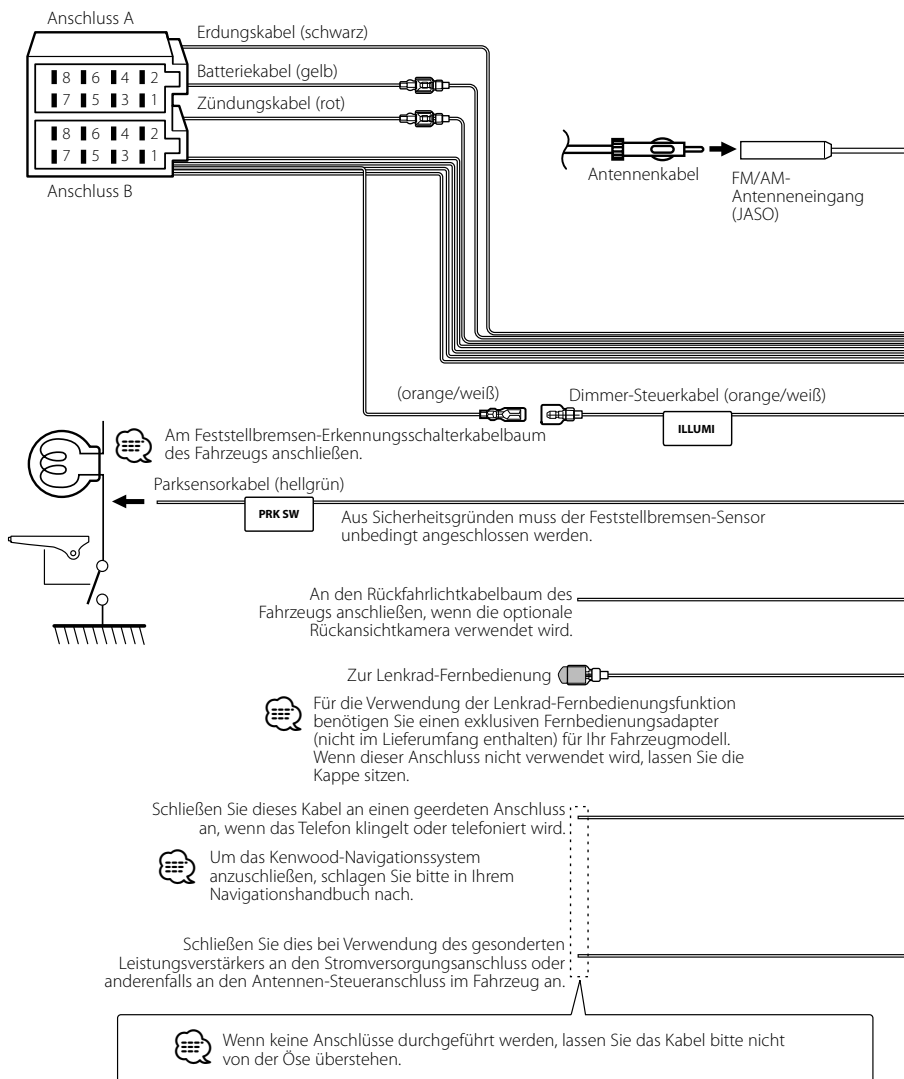 Anschluss A
Erdungskabel (schwarz)
Batteriekabel (gelb)
Zündungskabel (rot)
8 6 4 2
7 5 3 1
8 6 4 2
7 5 3 1
Anschluss B
Antennenkabel
FM/AM-
Antenneneingang
(JASO)
(orange/weiß)
Dimmer-Steuerkabel (orange/weiß)
ILLUMI
Am Feststellbremsen-Erkennungsschalterkabelbaum
des Fahrzeugs anschließen.
Parksensorkabel (hellgrün)
PRK SW
Aus Sicherheitsgründen muss der Feststellbremsen-Sensor
unbedingt angeschlossen werden.
An den Rückfahrlichtkabelbaum des
Fahrzeugs anschließen, wenn die optionale
Rückansichtkamera verwendet wird.
Zur Lenkrad-Fernbedienung
Für die Verwendung der Lenkrad-Fernbedienungsfunktion
benötigen Sie einen exklusiven Fernbedienungsadapter
(nicht im Lieferumfang enthalten) für Ihr Fahrzeugmodell.
Wenn dieser Anschluss nicht verwendet wird, lassen Sie die
Kappe sitzen.
Schließen Sie dieses Kabel an einen geerdeten Anschluss
an, wenn das Telefon klingelt oder telefoniert wird.
Um das Kenwood-Navigationssystem
anzuschließen, schlagen Sie bitte in Ihrem
Navigationshandbuch nach.
Schließen Sie dies bei Verwendung des gesonderten
Leistungsverstärkers an den Stromversorgungsanschluss oder
anderenfalls an den Antennen-Steueranschluss im Fahrzeug an.
Wenn keine Anschlüsse durchgeführt werden, lassen Sie das Kabel bitte nicht
von der Öse überstehen.